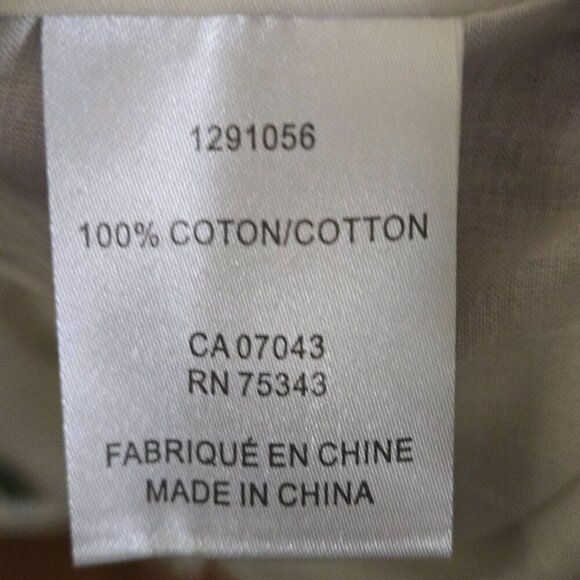 1291056
100% COTON/COTTON
CA 07043
RN 75343
FABRIQUÉ EN CHINE
MADE IN CHINA